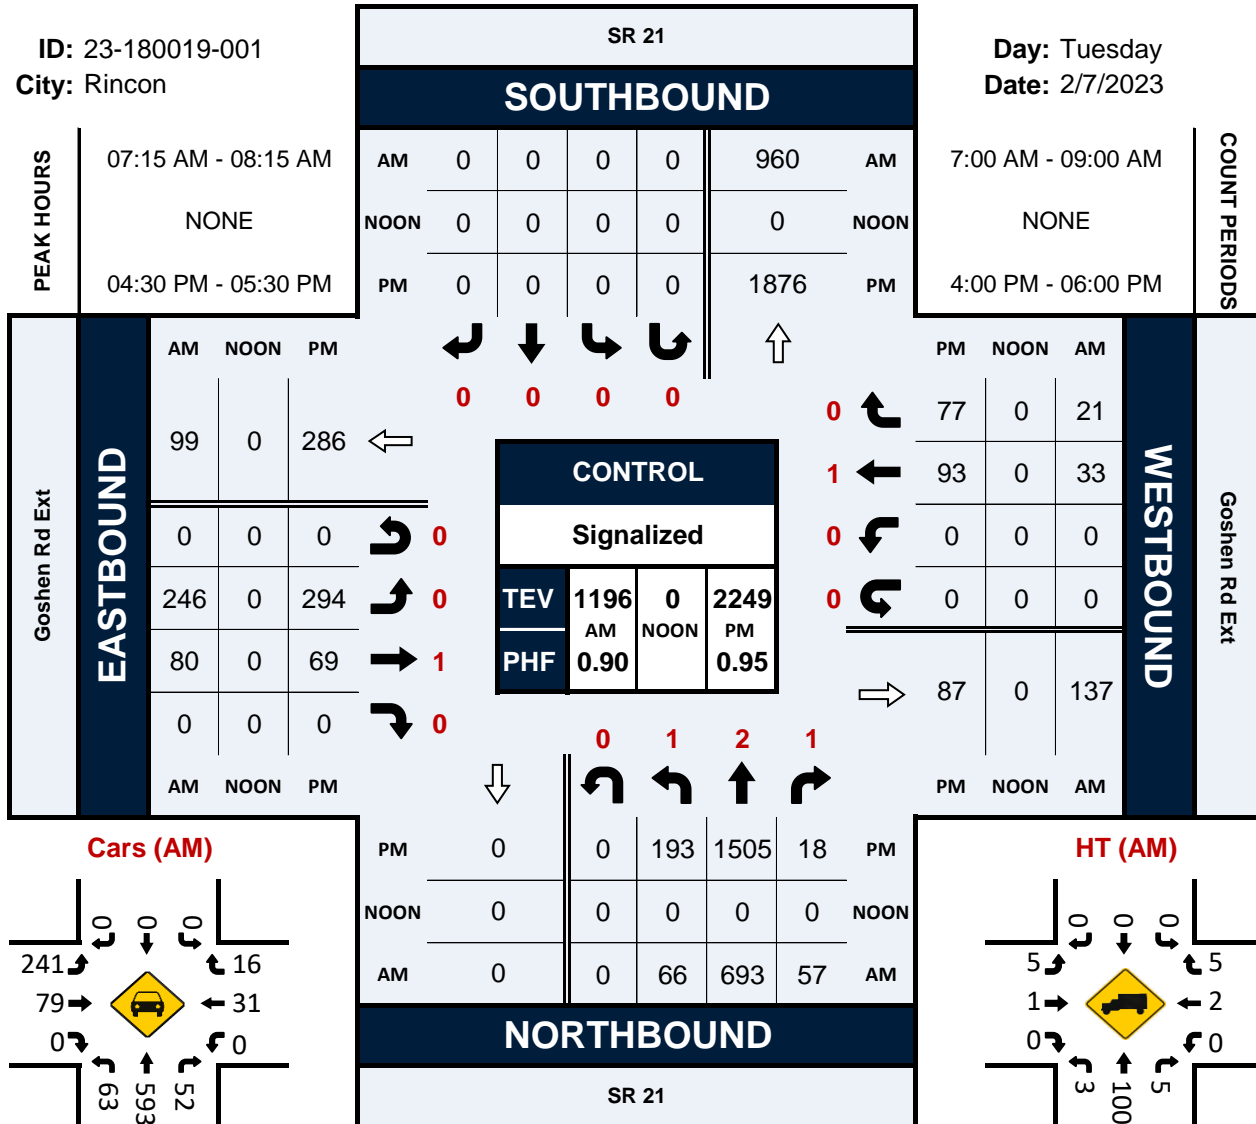 SR 21
ID: 23-180019-001
Day: Tuesday
City: Rincon
Date: 2/7/2023
SOUTHBOUND
PEAK HOURS
07:15 AM - 08:15 AM
NONE
04:30 PM - 05:30 PM
AM 0 0 0 0 960 AM
NOON 0 0 0 0 0 NOON
PM 0 0 0 0 1876 PM
7:00 AM - 09:00 AM
NONE
4:00 PM - 06:00 PM
COUNT PERIODS
0 0 0 0
Goshen Rd Ext
EASTBOUND
AM NOON PM
99 0 286
0 0 0 0
246 0 294 0
80 0 69 1
0 0 0 0
AM NOON PM
CONTROL
Signalized
TEV 1196 0 2249
AM NOON PM
PHF 0.90 0.95
PM NOON AM
0 77 0 21
1 93 0 33
0 0 0 0
0 0 0 0
87 0 137
PM NOON AM
WESTBOUND
Goshen Rd Ext
0 1 2 1
PM 0 0 193 1505 18 PM
NOON 0 0 0 0 0 NOON
AM 0 0 66 693 57 AM
NORTHBOUND
SR 21
Cars (AM)
0 0 0
241 16
79 31
0 0
63 593 52
HT (AM)
0 0 0
5 5
1 2
0 0
3 100 5